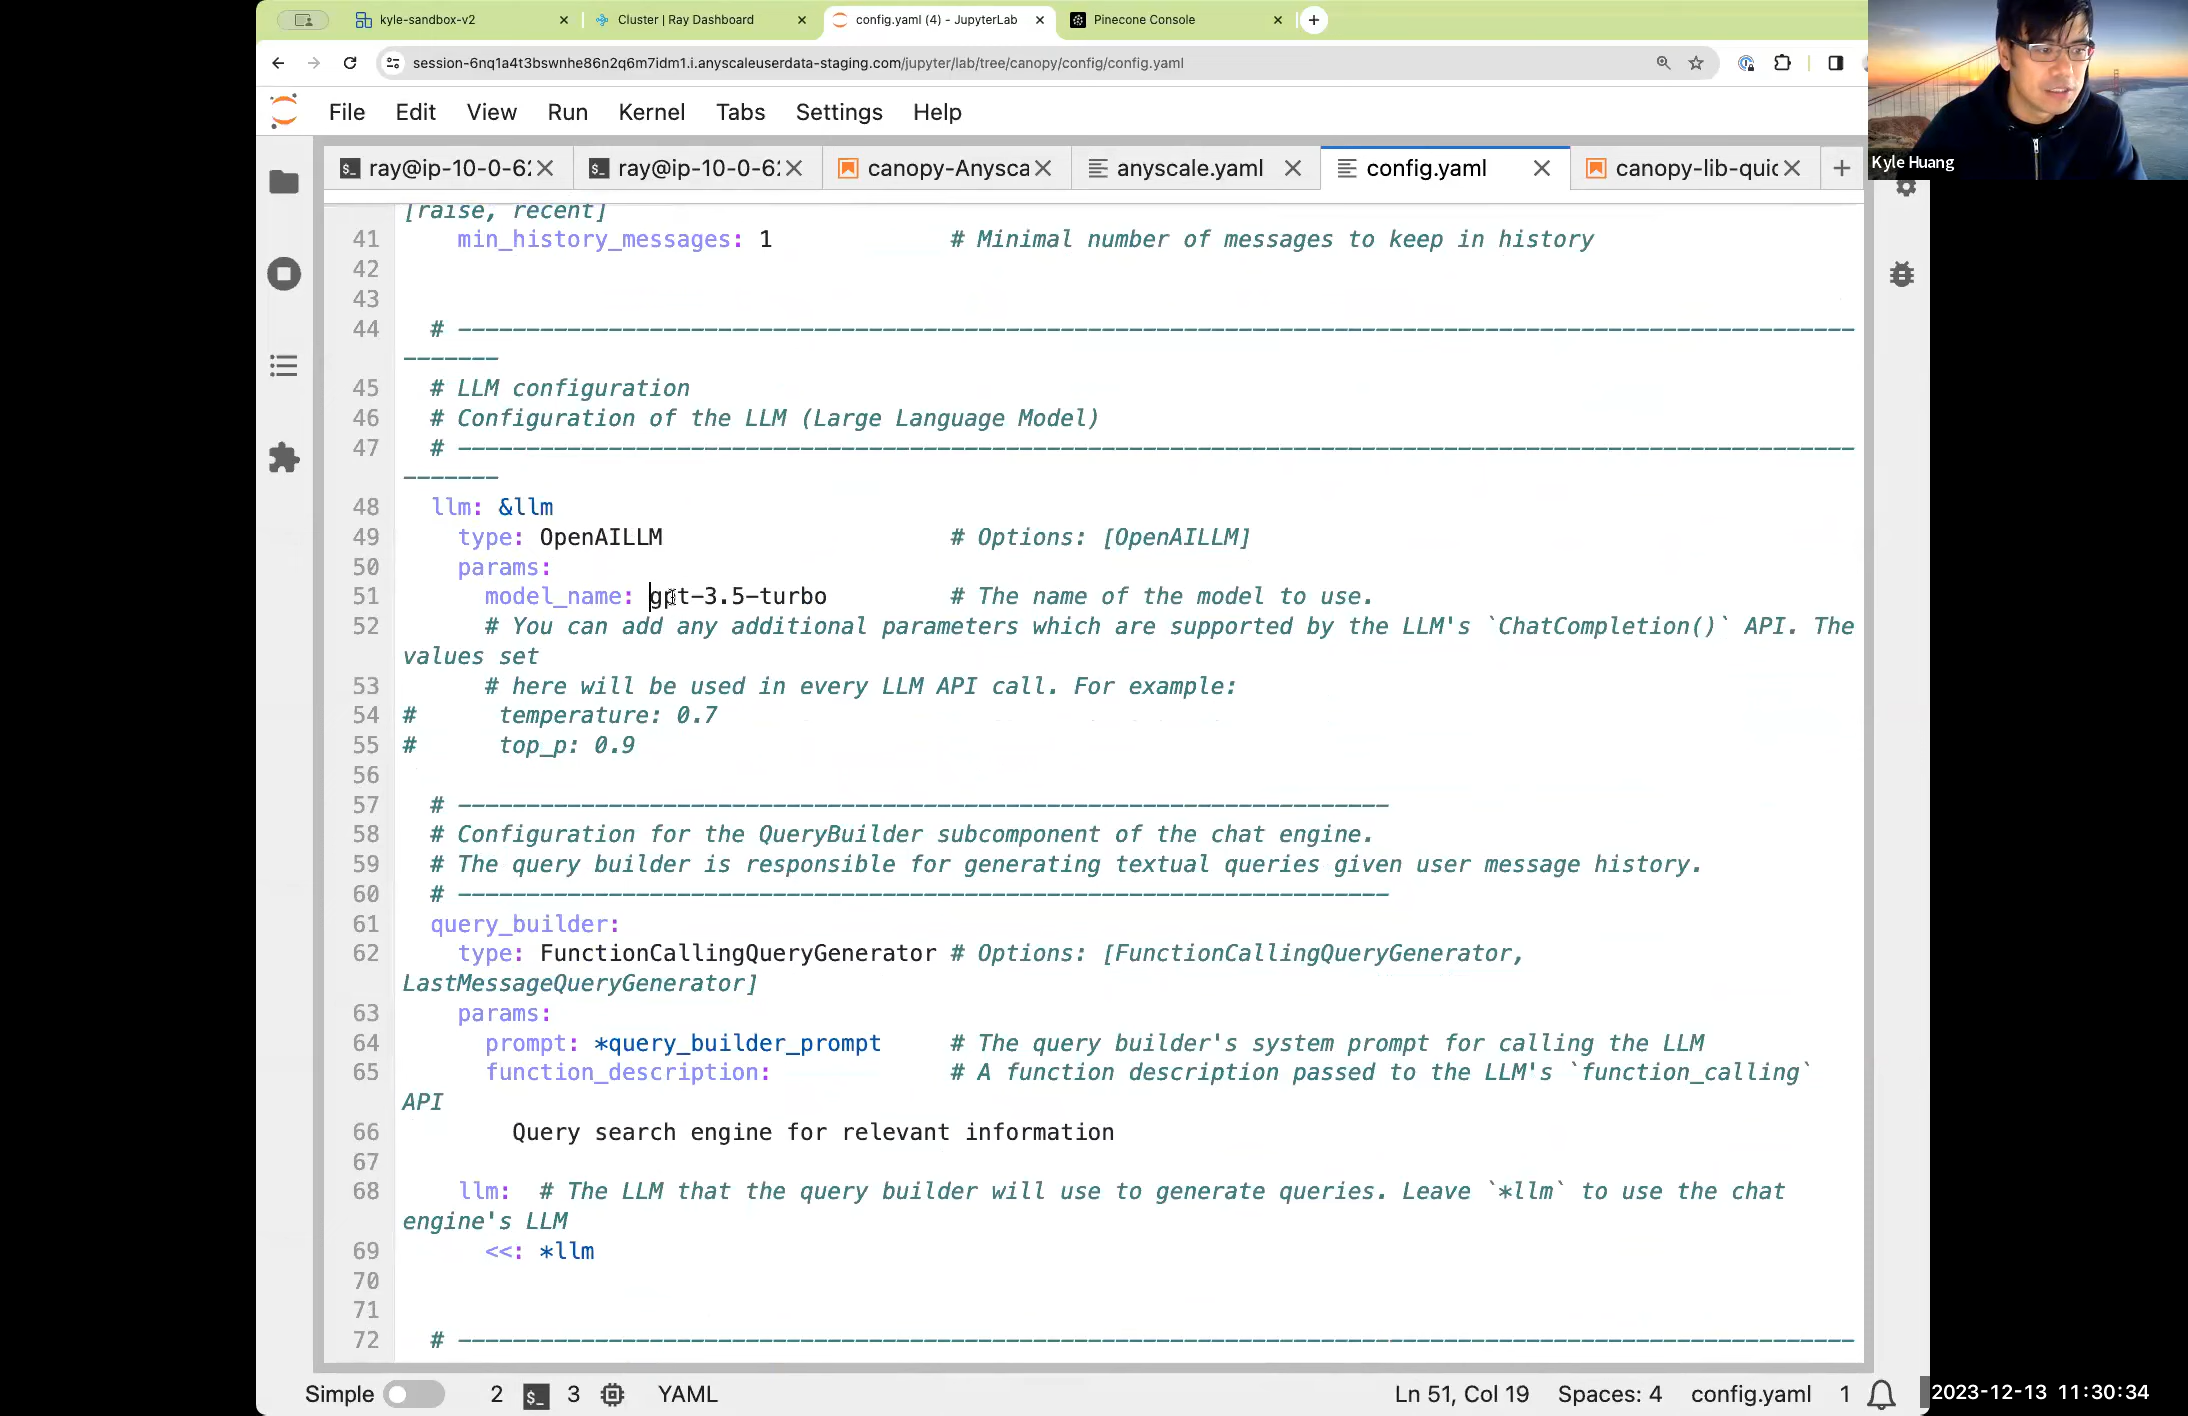 kyle-sandbox-v2
Cluster | Ray Dashboard
config.yaml (4) - JupyterLab
Pinecone Console
session-6nq1a4t3bswnhe86n2q6m7idm1.i.anyscaleuserdata-staging.com/jupyter/lab/tree/canopy/config/config.yaml
File Edit View Run Kernel Tabs Settings Help
Kyle Huang
ray@ip-10-0-62
ray@ip-10-0-62
canopy-Anysca
anyscale.yaml
config.yaml
canopy-lib-quic
[raise, recent]
41 min_history_messages: 1 # Minimal number of messages to keep in history
42
43
44 # ------------------------------------------------------------------------------------------------------
-------
45 # LLM configuration
46 # Configuration of the LLM (Large Language Model)
47 # ------------------------------------------------------------------------------------------------------
-------
48 llm: &llm
49 type: OpenAILLM # Options: [OpenAILLM]
50 params:
51 model_name: gpt-3.5-turbo # The name of the model to use.
52 # You can add any additional parameters which are supported by the LLM's `ChatCompletion()` API. The
values set
53 # here will be used in every LLM API call. For example:
54 # temperature: 0.7
55 # top_p: 0.9
56
57 # --------------------------------------------------------------------
58 # Configuration for the QueryBuilder subcomponent of the chat engine.
59 # The query builder is responsible for generating textual queries given user message history.
60 # --------------------------------------------------------------------
61 query_builder:
62 type: FunctionCallingQueryGenerator # Options: [FunctionCallingQueryGenerator,
LastMessageQueryGenerator]
63 params:
64 prompt: *query_builder_prompt # The query builder's system prompt for calling the LLM
65 function_description: # A function description passed to the LLM's `function_calling`
API
66 Query search engine for relevant information
67
68 llm: # The LLM that the query builder will use to generate queries. Leave `*llm` to use the chat
engine's LLM
69 <<: *llm
70
71
72 # ------------------------------------------------------------------------------------------------------
Simple 2 $_ 3 YAML Ln 51, Col 19 Spaces: 4 config.yaml 1
2023-12-13 11:30:34